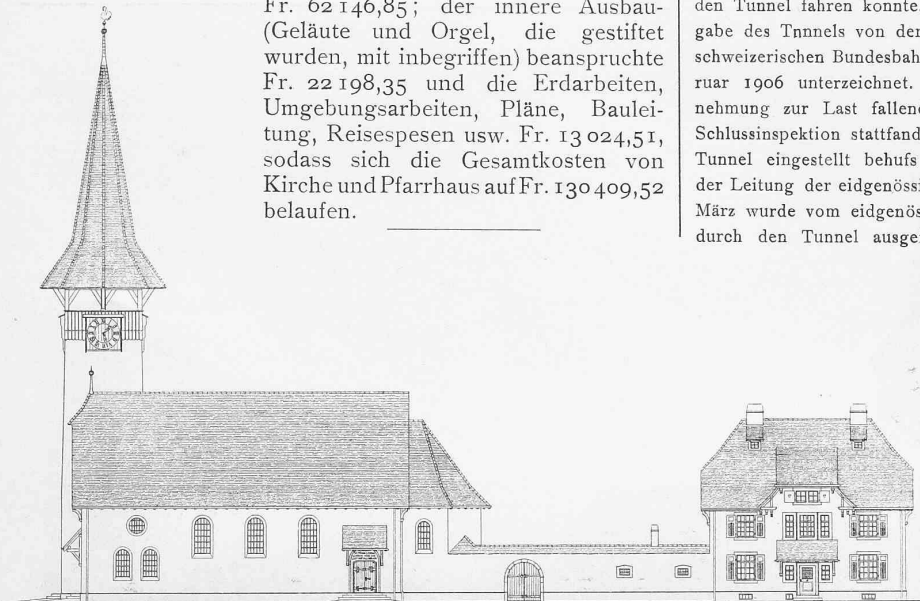 Fr. 62 146,85; der innere Ausbau-
(Geläute und Orgel, die gestiftet
wurden, mit inbegriffen) beanspruchte
Fr. 22 198,35 und die Erdarbeiten,
Umgebungsarbeiten, Pläne, Baulei-
tung, Reisespesen usw. Fr. 13 024,51,
sodass sich die Gesamtkosten von
Kirche und Pfarrhaus auf Fr. 130 409,52
belaufen.
den Tunnel fahren konnte.
gabe des Tnnnels von der
schweizerischen Bundesbah
ruar 1906 unterzeichnet.
nehmung zur Last fallend
Schlussinspektion stattfand
Tunnel eingestellt behufs
der Leitung der eidgenössi
März wurde vom eidgenös
durch den Tunnel ausge